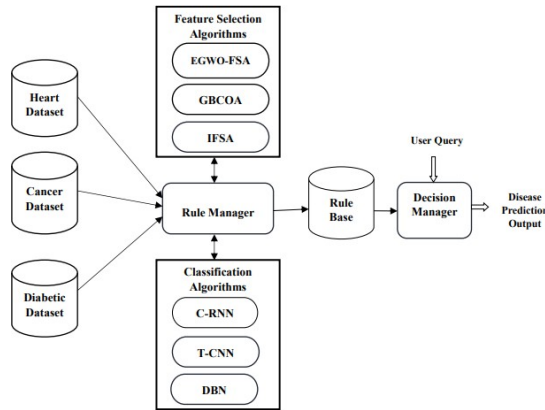 Feature Selection
Algorithms
EGWO-FSA
GBCOA
IFSA
Heart
Dataset
Cancer
Dataset
Diabetic
Dataset
Rule Manager
Rule
Base
User Query
Decision
Manager
Disease
Prediction
Output
Classification
Algorithms
C-RNN
T-CNN
DBN